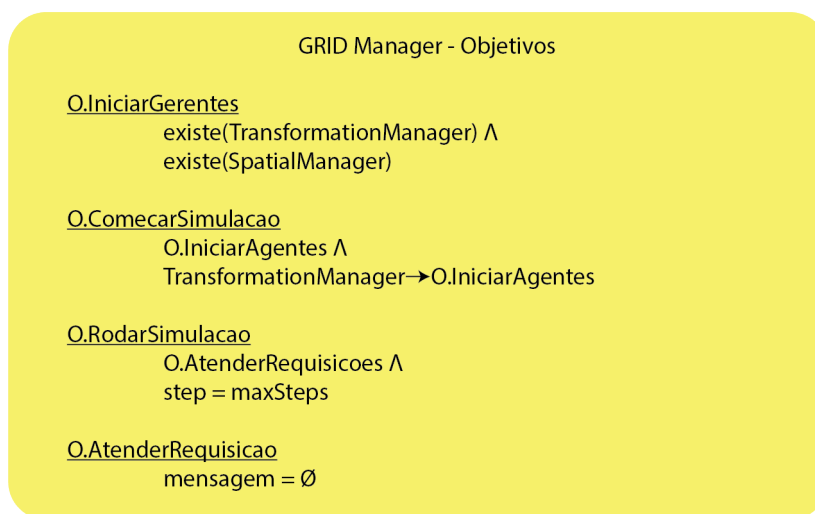 GRID Manager - Objetivos
O.IniciarGerentes
existe(TransformationManager) Λ
existe(SpatialManager)
O.ComecarSimulacao
O.IniciarAgentes Λ
TransformationManager→O.IniciarAgentes
O.RodarSimulacao
O.AtenderRequisicoes Λ
step = maxSteps
O.AtenderRequisicao
mensagem = Ø